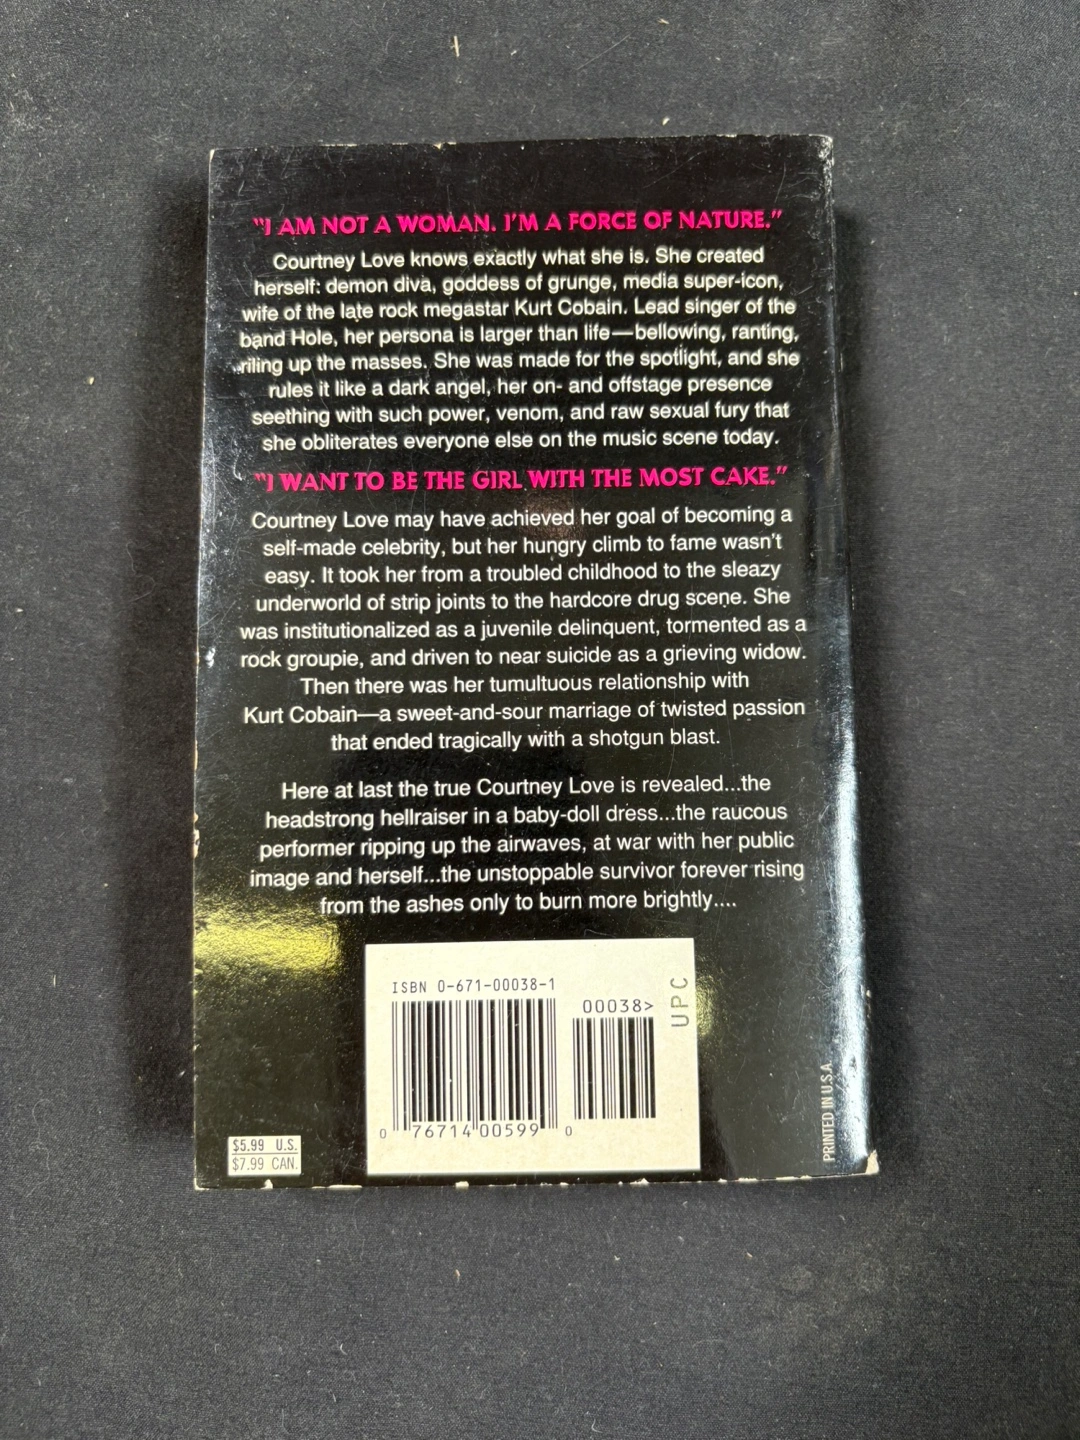 "I AM NOT A WOMAN. I'M A FORCE OF NATURE."
Courtney Love knows exactly what she is. She created
herself: demon diva, goddess of grunge, media super-icon,
wife of the late rock megastar Kurt Cobain. Lead singer of the
band Hole, her persona is larger than life—bellowing, ranting,
riling up the masses. She was made for the spotlight, and she
rules it like a dark angel, her on- and offstage presence
seething with such power, venom, and raw sexual fury that
she obliterates everyone else on the music scene today.
"I WANT TO BE THE GIRL WITH THE MOST CAKE."
Courtney Love may have achieved her goal of becoming a
self-made celebrity, but her hungry climb to fame wasn't
easy. It took her from a troubled childhood to the sleazy
underworld of strip joints to the hardcore drug scene. She
was institutionalized as a juvenile delinquent, tormented as a
rock groupie, and driven to near suicide as a grieving widow.
Then there was her tumultuous relationship with
Kurt Cobain—a sweet-and-sour marriage of twisted passion
that ended tragically with a shotgun blast.
Here at last the true Courtney Love is revealed...the
headstrong hellraiser in a baby-doll dress...the raucous
performer ripping up the airwaves, at war with her public
image and herself...the unstoppable survivor forever rising
from the ashes only to burn more brightly....
ISBN 0-671-00038-1
00038>
UPC
0 76714 00599 0
$5.99 U.S.
$7.99 CAN.
PRINTED IN U.S.A